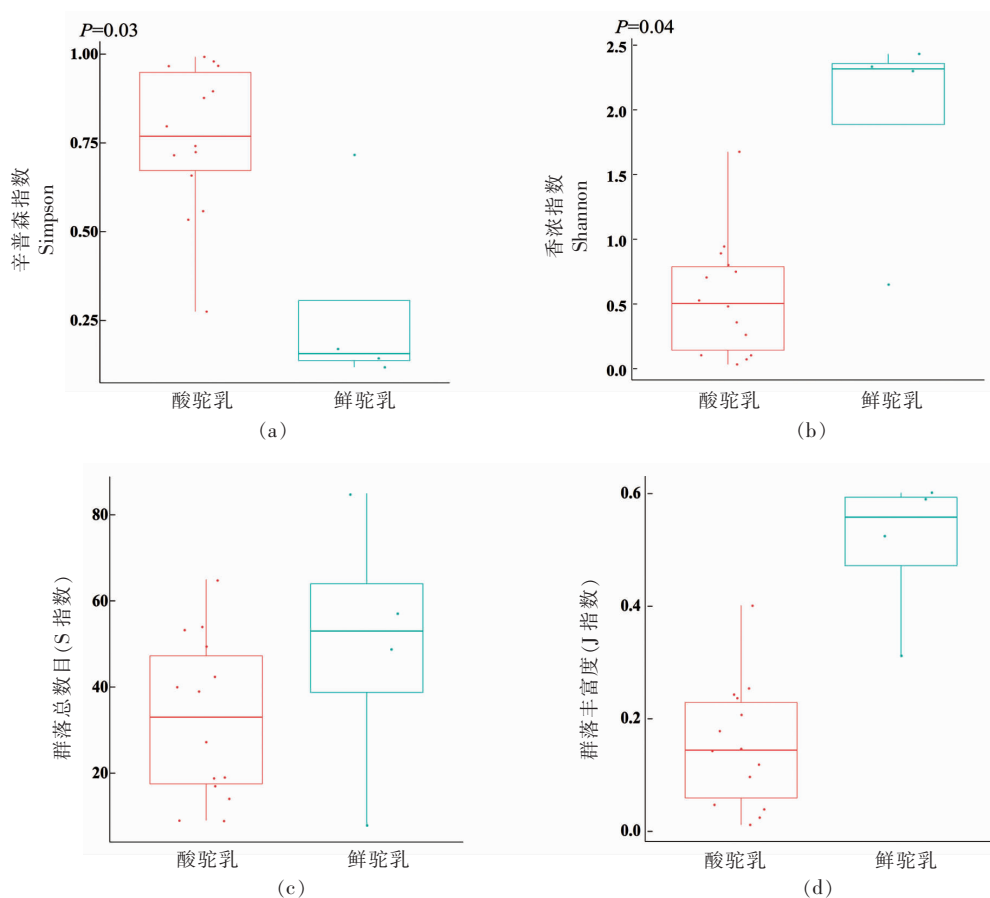 P=0.03
1.00
0.75
0.50
0.25
辛普森指数
Simpson
酸驼乳 鲜驼乳
(a)
P=0.04
2.5
2.0
1.5
1.0
0.5
0.0
香浓指数
Shannon
酸驼乳 鲜驼乳
(b)
80
60
40
20
群落总数目(S 指数)
酸驼乳 鲜驼乳
(c)
0.6
0.4
0.2
0.0
群落丰富度(J 指数)
酸驼乳 鲜驼乳
(d)